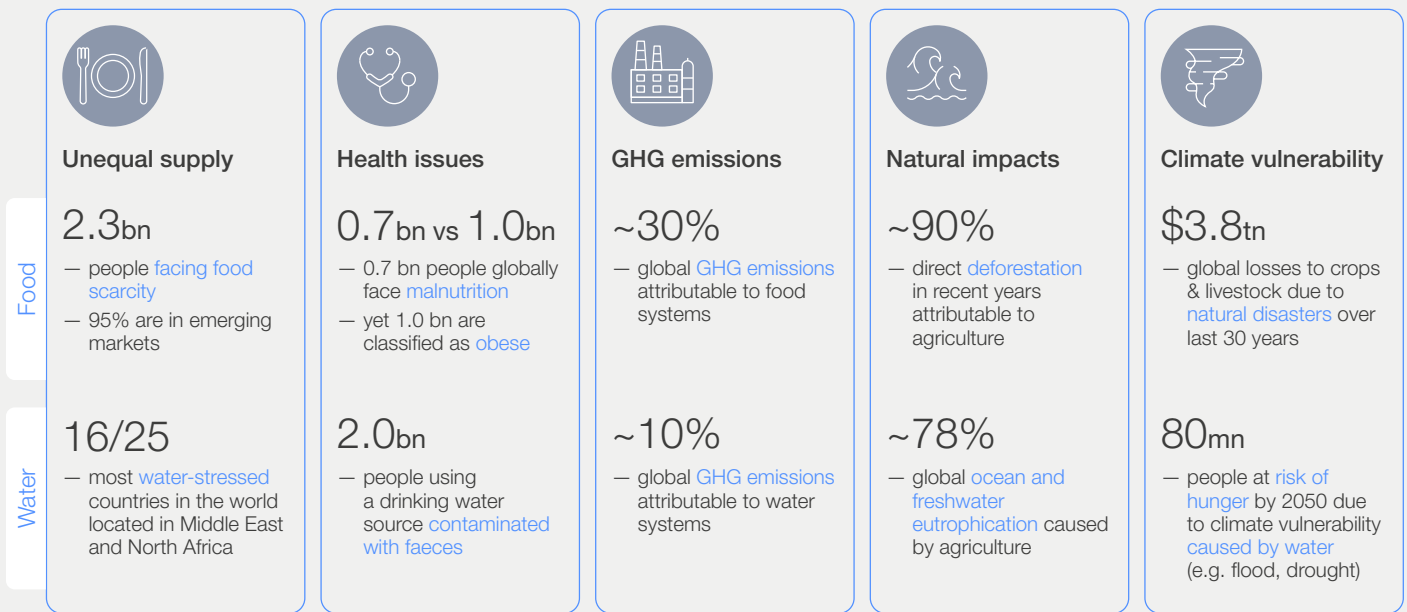 Unequal supply
Health issues
GHG emissions
Natural impacts
Climate vulnerability
Food
2.3bn
— people facing food
scarcity
— 95% are in emerging
markets
0.7bn vs 1.0bn
— 0.7 bn people globally
face malnutrition
— yet 1.0 bn are
classified as obese
~30%
— global GHG emissions
attributable to food
systems
~90%
— direct deforestation
in recent years
attributable to
agriculture
$3.8tn
— global losses to crops
& livestock due to
natural disasters over
last 30 years
Water
16/25
— most water-stressed
countries in the world
located in Middle East
and North Africa
2.0bn
— people using
a drinking water
source contaminated
with faeces
~10%
— global GHG emissions
attributable to water
systems
~78%
— global ocean and
freshwater
eutrophication caused
by agriculture
80mn
— people at risk of
hunger by 2050 due
to climate vulnerability
caused by water
(e.g. flood, drought)